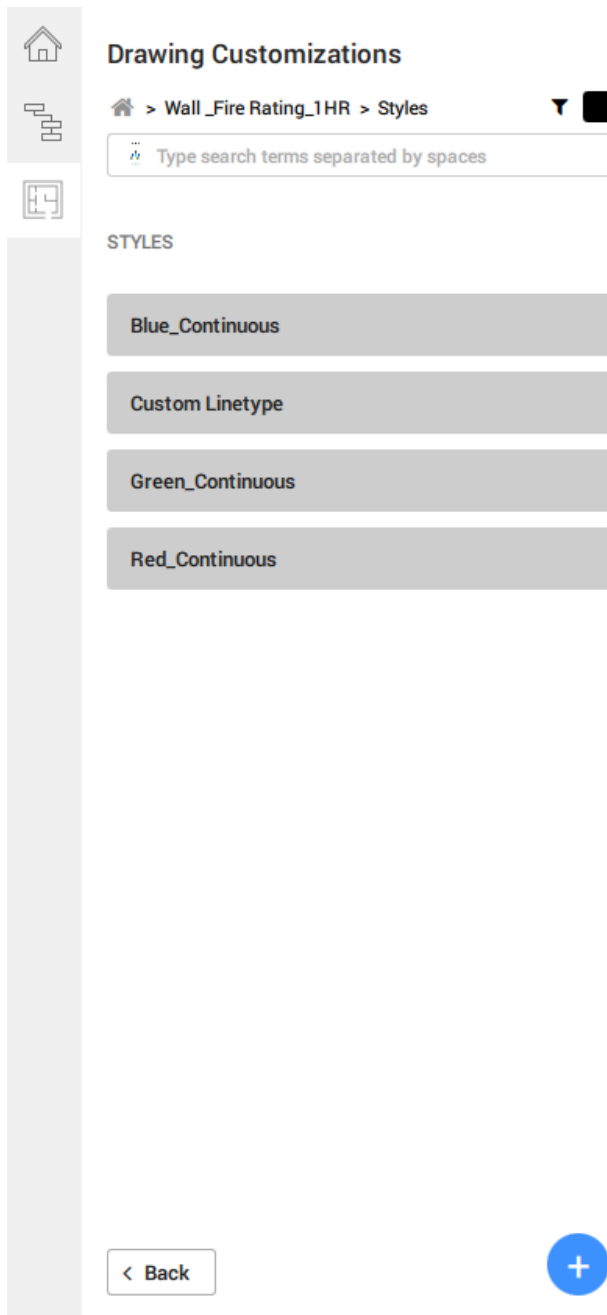 Drawing Customizations
> Wall _Fire Rating_1HR > Styles
Type search terms separated by spaces
STYLES
Blue_Continuous
Custom Linetype
Green_Continuous
Red_Continuous
< Back
+